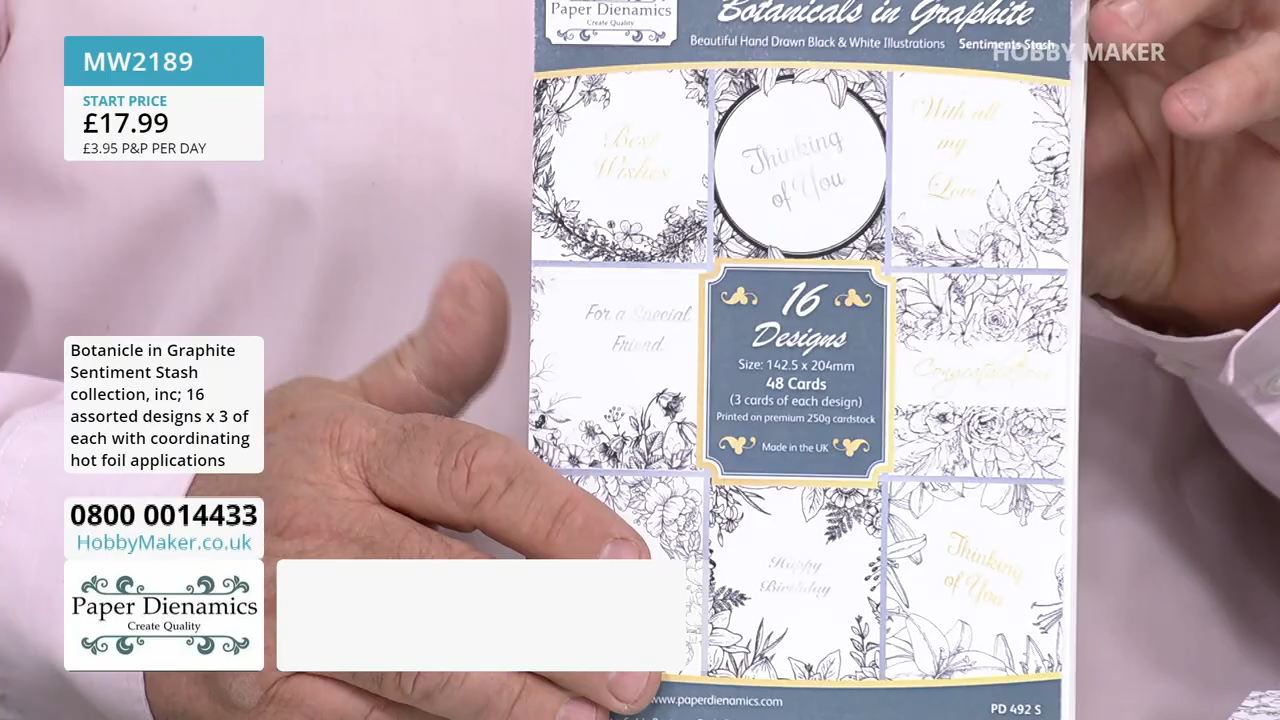 MW2189
START PRICE
£17.99
£3.95 P&P PER DAY
Botanicle in Graphite
Sentiment Stash
collection, inc; 16
assorted designs x 3 of
each with coordinating
hot foil applications
0800 0014433
HobbyMaker.co.uk
Paper Dienamics
Create Quality
HOBBY MAKER
Paper Dienamics
Create Quality
Botanicals in Graphite
Beautiful Hand Drawn Black & White Illustrations Sentiments Stash
Best
Wishes
Thinking
of You
With all
my
Love
For a Special
Friend
16
Designs
Size: 142.5 x 204mm
48 Cards
(3 cards of each design)
Printed on premium 250g cardstock
Made in the UK
Congratulations
Happy
Birthday
Thinking
of You
www.paperdienamics.com
PD 492 S